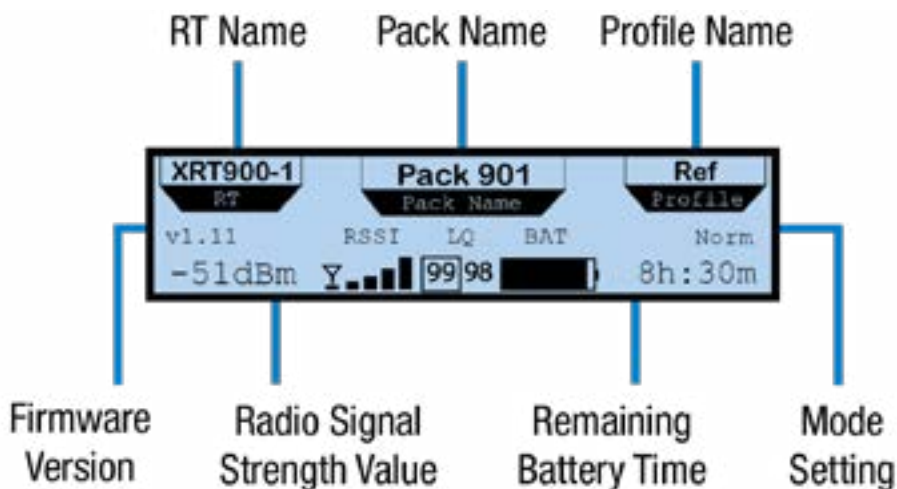 RT Name Pack Name Profile Name
XRT900-1 Pack 901 Ref
RT Pack Name Profile
v1.11 RSSI LQ BAT Norm
-51dBm 99 98 8h:30m
Firmware Version
Radio Signal Strength Value
Remaining Battery Time
Mode Setting